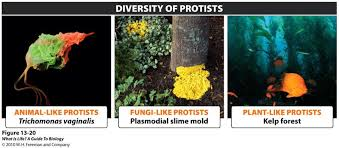 DIVERSITY OF PROTISTS
ANIMAL-LIKE PROTISTS
Trichomonas vaginalis
FUNGI-LIKE PROTISTS
Plasmodial slime mold
PLANT-LIKE PROTISTS
Kelp forest
Figure 13-20
What Is Life? A Guide To Biology
© 2010 W.H. Freeman and Company